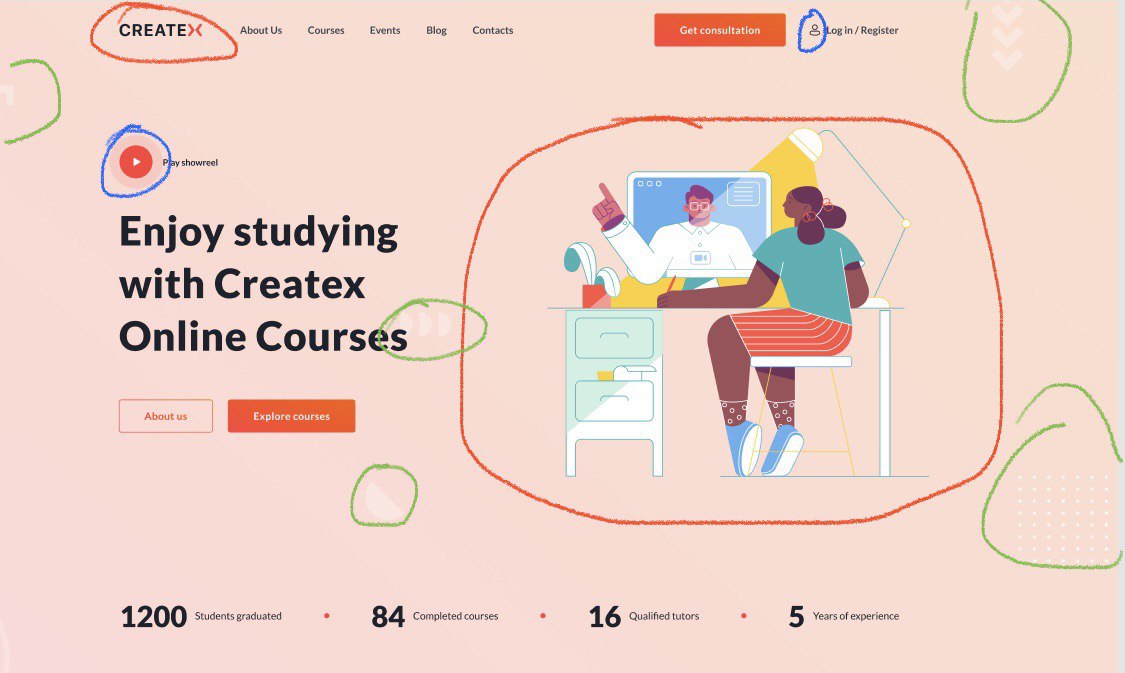 CREATEX About Us Courses Events Blog Contacts Get consultation Log in / Register
Play showreel
Enjoy studying
with Createx
Online Courses
About us Explore courses
1200 Students graduated 84 Completed courses 16 Qualified tutors 5 Years of experience